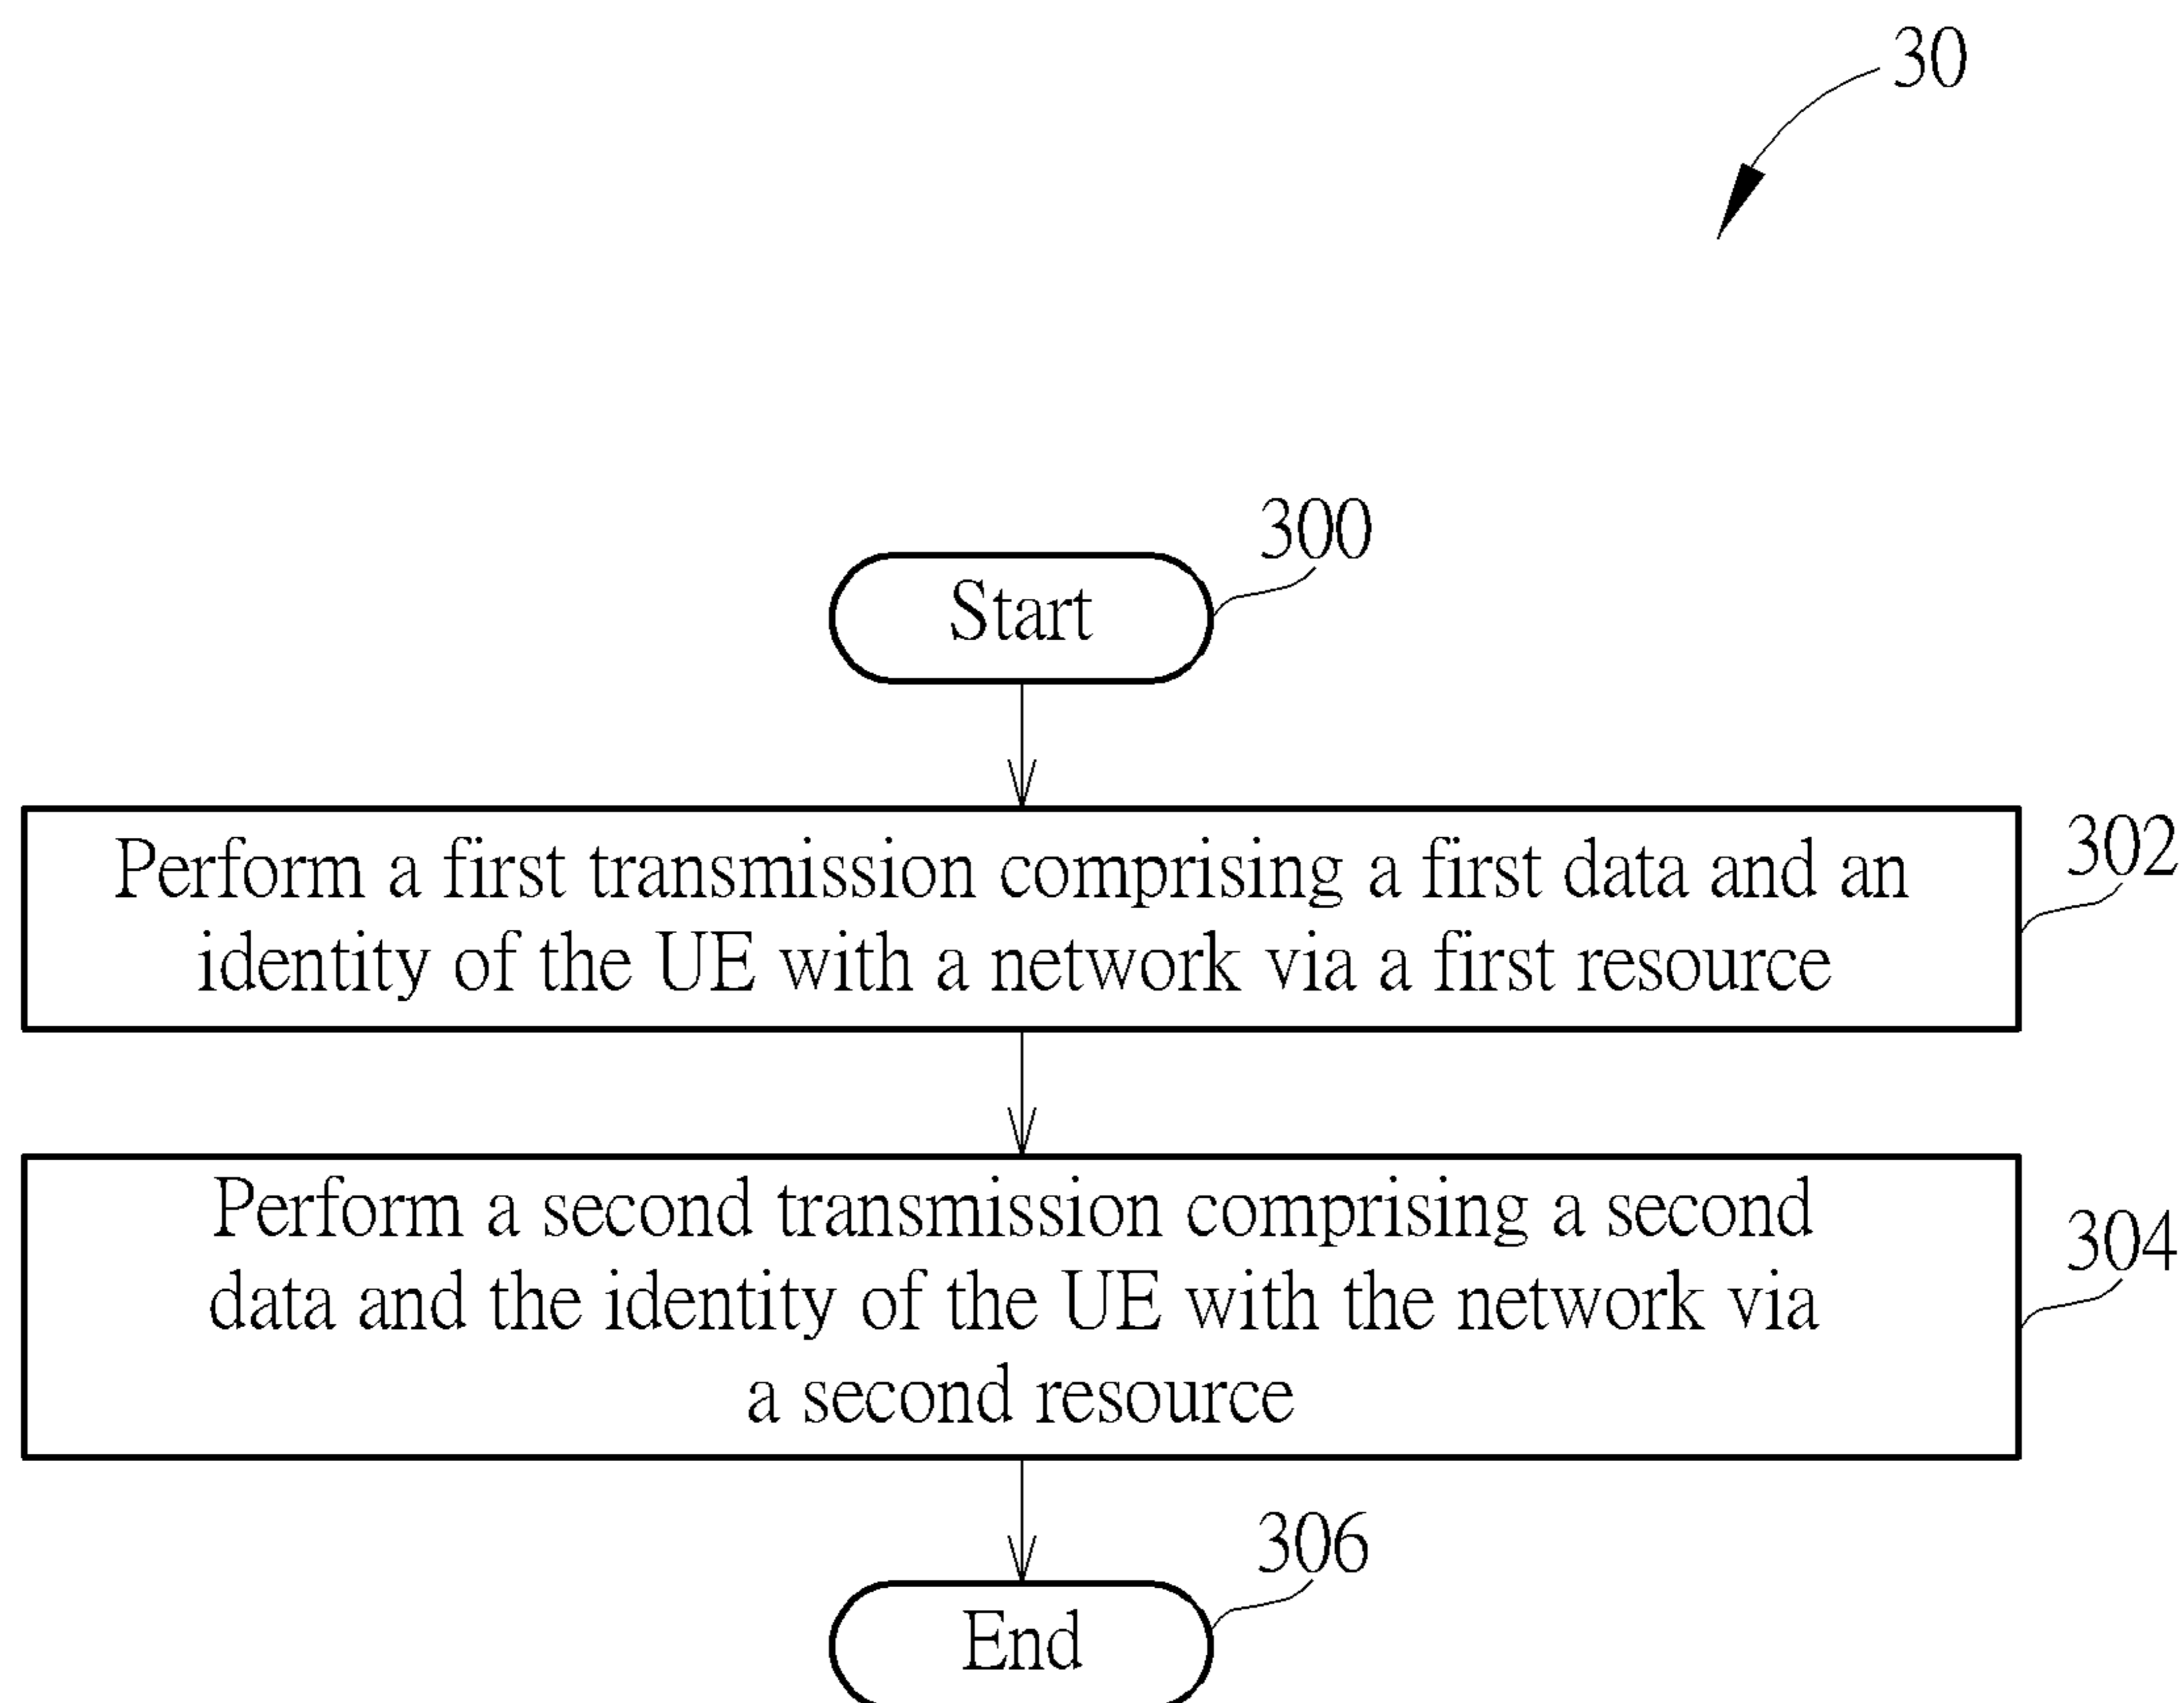 30
300
Start
302
Perform a first transmission comprising a first data and an
identity of the UE with a network via a first resource
304
Perform a second transmission comprising a second
data and the identity of the UE with the network via
a second resource
306
End